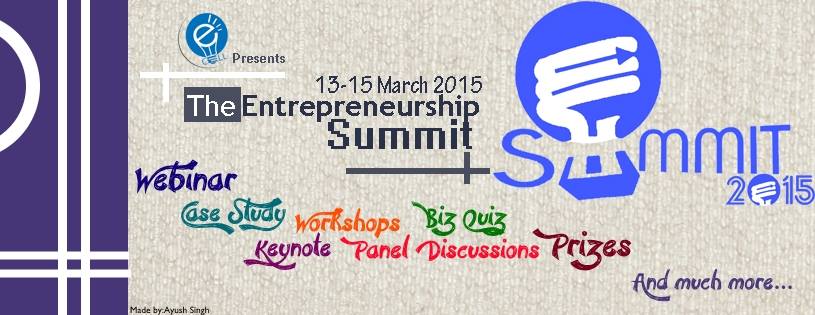 e
CELL
Presents
13-15 March 2015
The Entrepreneurship
Summit
SUMMIT
2015
Webinar
Case Study
Workshops
Biz Quiz
Keynote
Panel Discussions
Prizes
And much more...
Made by:Ayush Singh